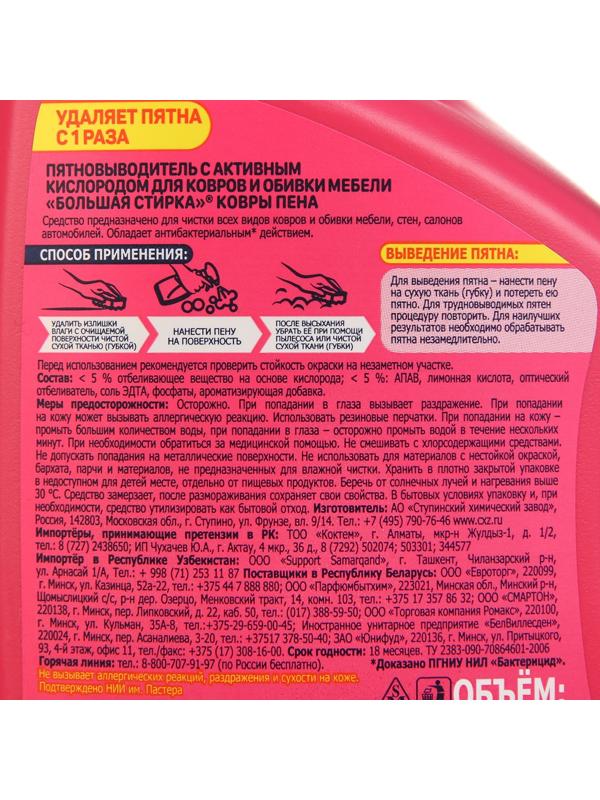 УДАЛЯЕТ ПЯТНА
С 1 РАЗА
ПЯТНОВЫВОДИТЕЛЬ С АКТИВНЫМ
КИСЛОРОДОМ ДЛЯ КОВРОВ И ОБИВКИ МЕБЕЛИ
«БОЛЬШАЯ СТИРКА»® КОВРЫ ПЕНА
Средство предназначено для чистки всех видов ковров и обивки мебели, стен, салонов
автомобилей. Обладает антибактериальным* действием.
СПОСОБ ПРИМЕНЕНИЯ:
УДАЛИТЬ ИЗЛИШКИ
ВЛАГИ С ОЧИЩАЕМОЙ
ПОВЕРХНОСТИ ЧИСТОЙ
СУХОЙ ТКАНЬЮ (ГУБКОЙ)
НАНЕСТИ ПЕНУ
НА ПОВЕРХНОСТЬ
ПОСЛЕ ВЫСЫХАНИЯ
УБРАТЬ ЕЁ ПРИ ПОМОЩИ
ПЫЛЕСОСА ИЛИ ЧИСТОЙ
СУХОЙ ТКАНИ (ГУБКИ)
ВЫВЕДЕНИЕ ПЯТНА:
Для выведения пятна – нанести пену
на сухую ткань (губку) и потереть ею
пятно. Для трудновыводимых пятен
процедуру повторить. Для наилучших
результатов необходимо обрабатывать
пятна незамедлительно.
Перед использованием рекомендуется проверить стойкость окраски на незаметном участке.
Состав: < 5 % отбеливающее вещество на основе кислорода; < 5 %: АПАВ, лимонная кислота, оптический
отбеливатель, соль ЭДТА, фосфаты, ароматизирующая добавка.
Меры предосторожности: Осторожно. При попадании в глаза вызывает раздражение. При попадании
на кожу может вызывать аллергическую реакцию. Использовать резиновые перчатки. При попадании на кожу –
промыть большим количеством воды, при попадании в глаза – осторожно промыть водой в течение нескольких
минут. При необходимости обратиться за медицинской помощью. Не смешивать с хлорсодержащими средствами.
Не допускать попадания на металлические поверхности. Не использовать для материалов с нестойкой окраской,
бархата, парчи и материалов, не предназначенных для влажной чистки. Хранить в плотно закрытой упаковке
в недоступном для детей месте, отдельно от пищевых продуктов. Беречь от солнечных лучей и нагревания выше
30 °С. Средство замерзает, после размораживания сохраняет свои свойства. В бытовых условиях упаковку и, при
необходимости, средство утилизировать как бытовой отход. Изготовитель: АО «Ступинский химический завод»,
Россия, 142803, Московская обл., г. Ступино, ул. Фрунзе, вл. 9/14. Тел.: +7 (495) 790-76-46 www.cxz.ru
Импортёры, принимающие претензии в РК: ТОО «Коктем», г. Алматы, мкр-н Жулдыз-1, д. 1/2,
тел.: 8 (727) 2438650; ИП Чухачев Ю.А., г. Актау, 4 мкр., 36 д., 8 (7292) 502074; 503301; 344577
Импортёр в Республике Узбекистан: ООО «Support Samarqand», г. Ташкент, Чиланзарский р-н,
ул. Арнасай 1/А, Тел.: + 998 (71) 253 11 87 Поставщики в Республику Беларусь: ООО «Евроторг», 220099,
г. Минск, ул. Казинца, 52а-22, тел.: +375 44 7 888 880; ООО «Парфюмбытхим», 223021, Минская обл., Минский р-н,
Щомыслицкий с/с, р-н дер. Озерцо, Меньковский тракт, 14, комн. 103, тел.: +375 17 357 86 32; ООО «СМАРТОН»,
220138, г. Минск, пер. Липковский, д. 22, каб. 50, тел.: (017) 388-59-50; ООО «Торговая компания Ромакс», 220100,
г. Минск, ул. Кульман, 35А-8, тел.:+375-29-659-00-45; Иностранное унитарное предприятие «БелВиллесден»,
220024, г. Минск, пер. Асаналиева, 3-20, тел.: +37517 378-50-40; ЗАО «Юнифуд», 220136, г. Минск, ул. Притыцкого,
93, 4-й этаж, офис 11, тел./факс: +375 (17) 308-16-00. Срок годности: 18 месяцев. ТУ 2383-090-70864601-2006
Горячая линия: тел.: 8-800-707-91-97 (по России бесплатно). *Доказано ПГНИУ НИЛ «Бактерицид».
Не вызывает аллергических реакций, раздражения и сухости на коже.
Подтверждено НИИ им. Пастера
ОБЪЁМ: